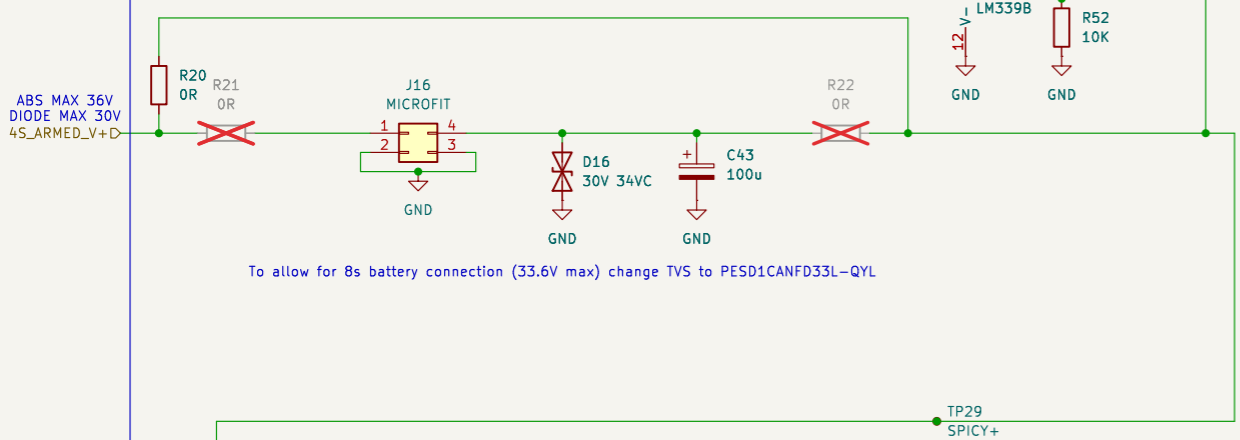 V-
LM339B
12
GND
R52
10K
GND
R20
0R
R21
0R
ABS MAX 36V
DIODE MAX 30V
4S_ARMED_V+
J16
MICROFIT
1
4
2
3
GND
D16
30V 34VC
GND
C43
100u
+
GND
R22
0R
To allow for 8s battery connection (33.6V max) change TVS to PESD1CANFD33L-QYL
TP29
SPICY+